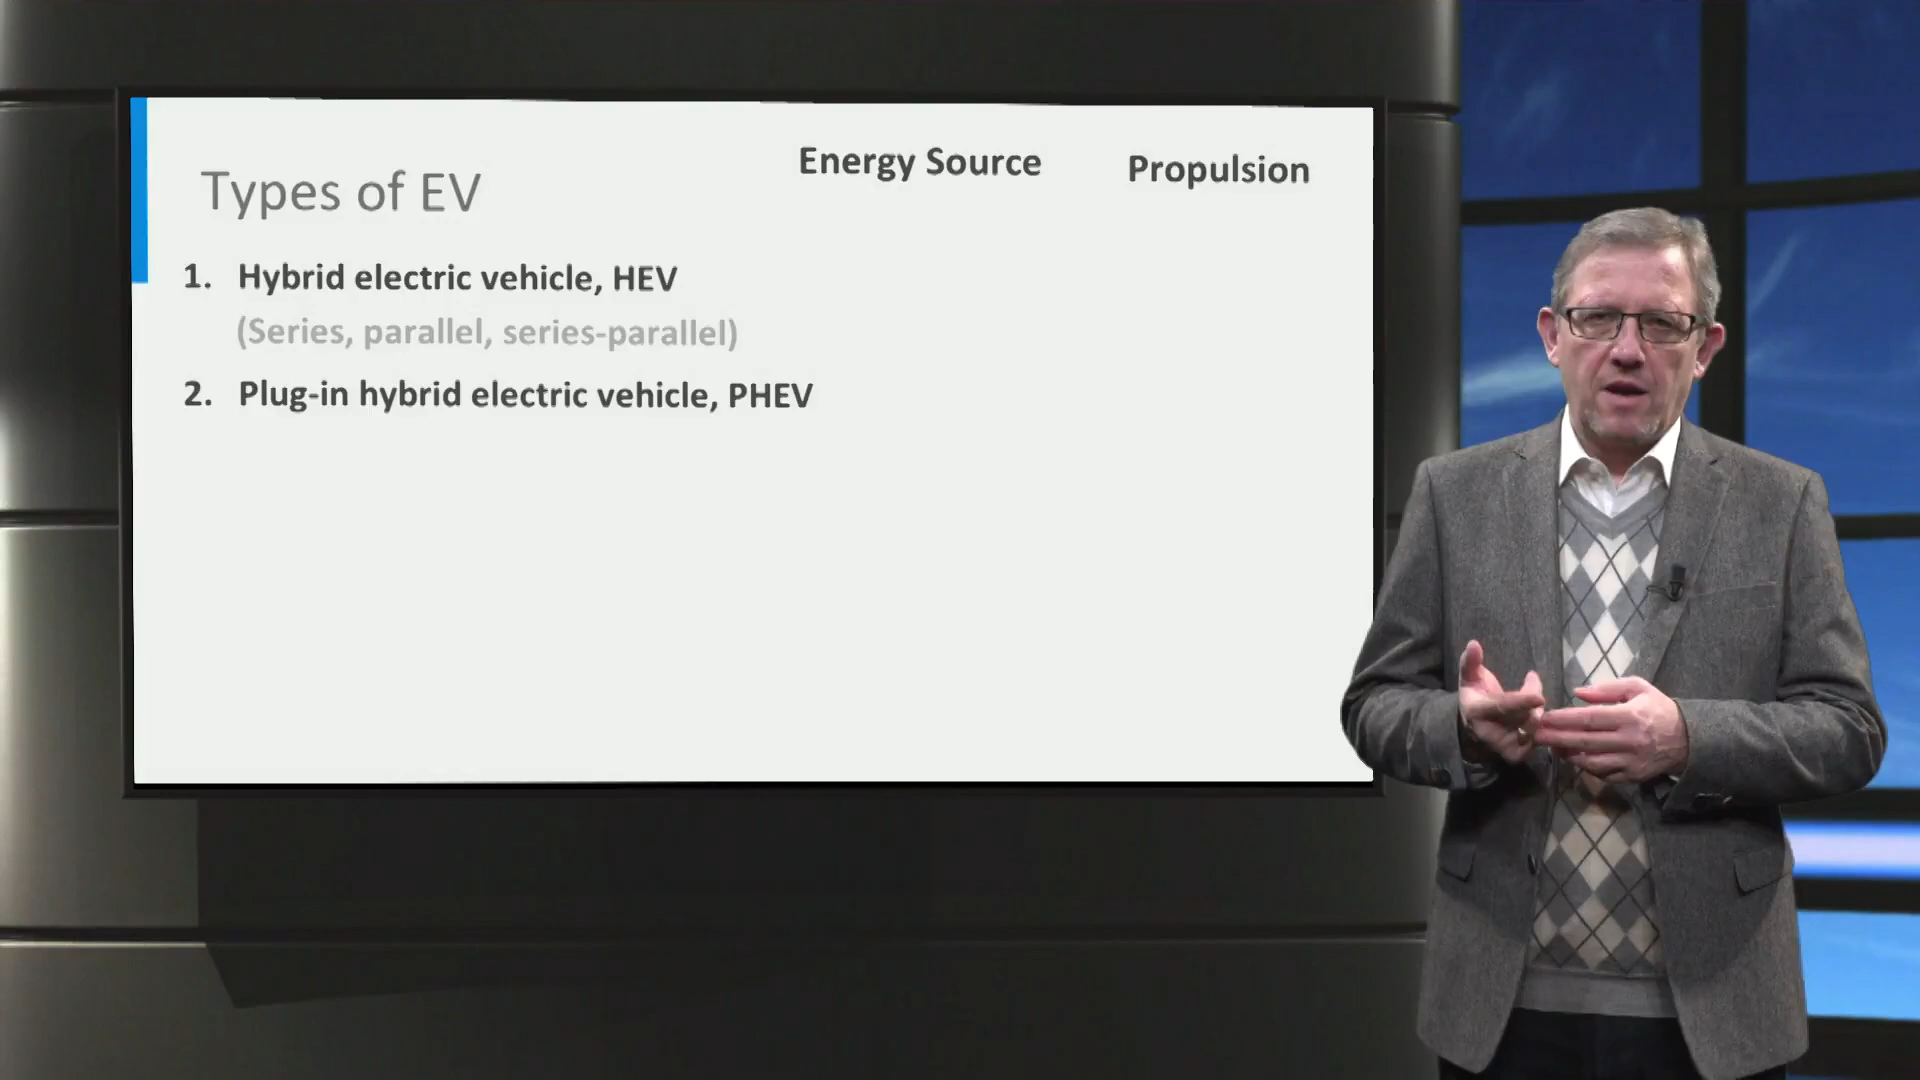 Types of EV
Energy Source
Propulsion
1. Hybrid electric vehicle, HEV
(Series, parallel, series-parallel)
2. Plug-in hybrid electric vehicle, PHEV